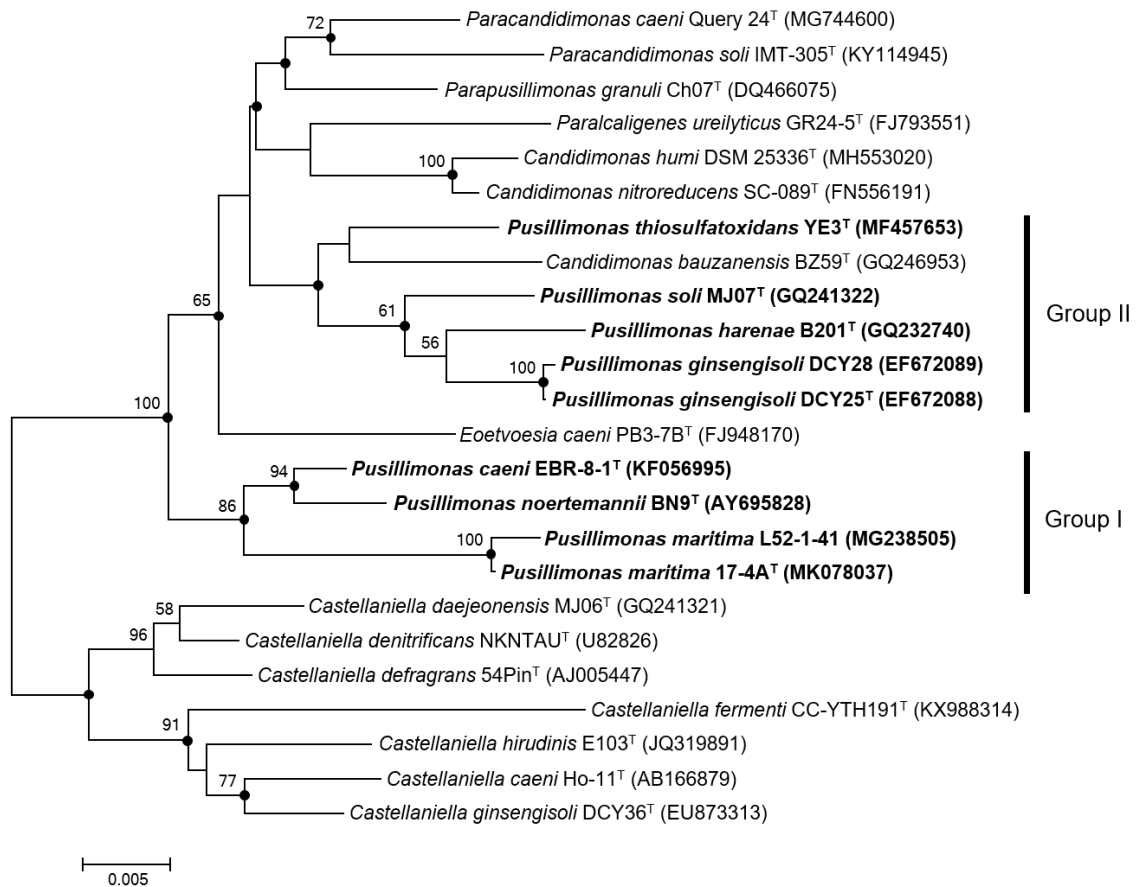 72
Paracandidimonas caeni Query 24ᵀ (MG744600)
Paracandidimonas soli IMT-305ᵀ (KY114945)
Parapusillimonas granuli Ch07ᵀ (DQ466075)
Paralcaligenes ureilyticus GR24-5ᵀ (FJ793551)
100
Candidimonas humi DSM 25336ᵀ (MH553020)
Candidimonas nitroreducens SC-089ᵀ (FN556191)
Pusillimonas thiosulfatoxidans YE3ᵀ (MF457653)
Candidimonas bauzanensis BZ59ᵀ (GQ246953)
65
61
Pusillimonas soli MJ07ᵀ (GQ241322)
Group II
56
Pusillimonas harenae B201ᵀ (GQ232740)
100
Pusillimonas ginsengisoli DCY28 (EF672089)
Pusillimonas ginsengisoli DCY25ᵀ (EF672088)
100
Eoetvoesia caeni PB3-7Bᵀ (FJ948170)
94
Pusillimonas caeni EBR-8-1ᵀ (KF056995)
86
Pusillimonas noertemannii BN9ᵀ (AY695828)
Group I
100
Pusillimonas maritima L52-1-41 (MG238505)
Pusillimonas maritima 17-4Aᵀ (MK078037)
58
Castellaniella daejeonensis MJ06ᵀ (GQ241321)
96
Castellaniella denitrificans NKNTAUᵀ (U82826)
Castellaniella defragrans 54Pinᵀ (AJ005447)
91
Castellaniella fermenti CC-YTH191ᵀ (KX988314)
Castellaniella hirudinis E103ᵀ (JQ319891)
77
Castellaniella caeni Ho-11ᵀ (AB166879)
Castellaniella ginsengisoli DCY36ᵀ (EU873313)
0.005